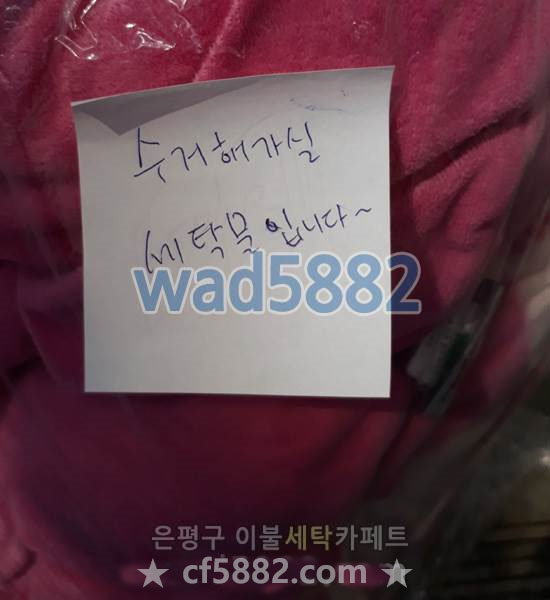 수거해가실
세탁물입니다~
wad5882
은평구 이불세탁카페트
★ cf5882.com ★